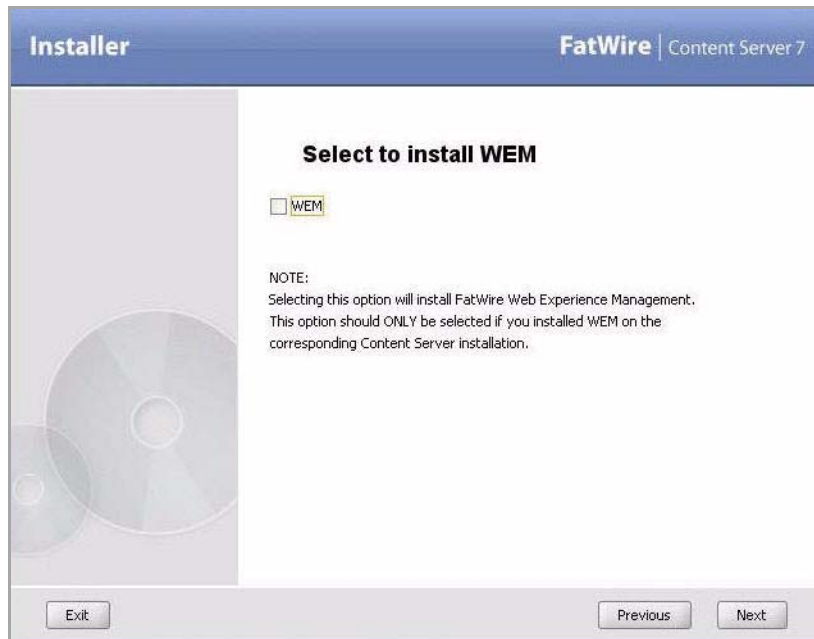 Installer
FatWire | Content Server 7
Select to install WEM
WEM
NOTE:
Selecting this option will install FatWire Web Experience Management.
This option should ONLY be selected if you installed WEM on the
corresponding Content Server installation.
Exit
Previous
Next